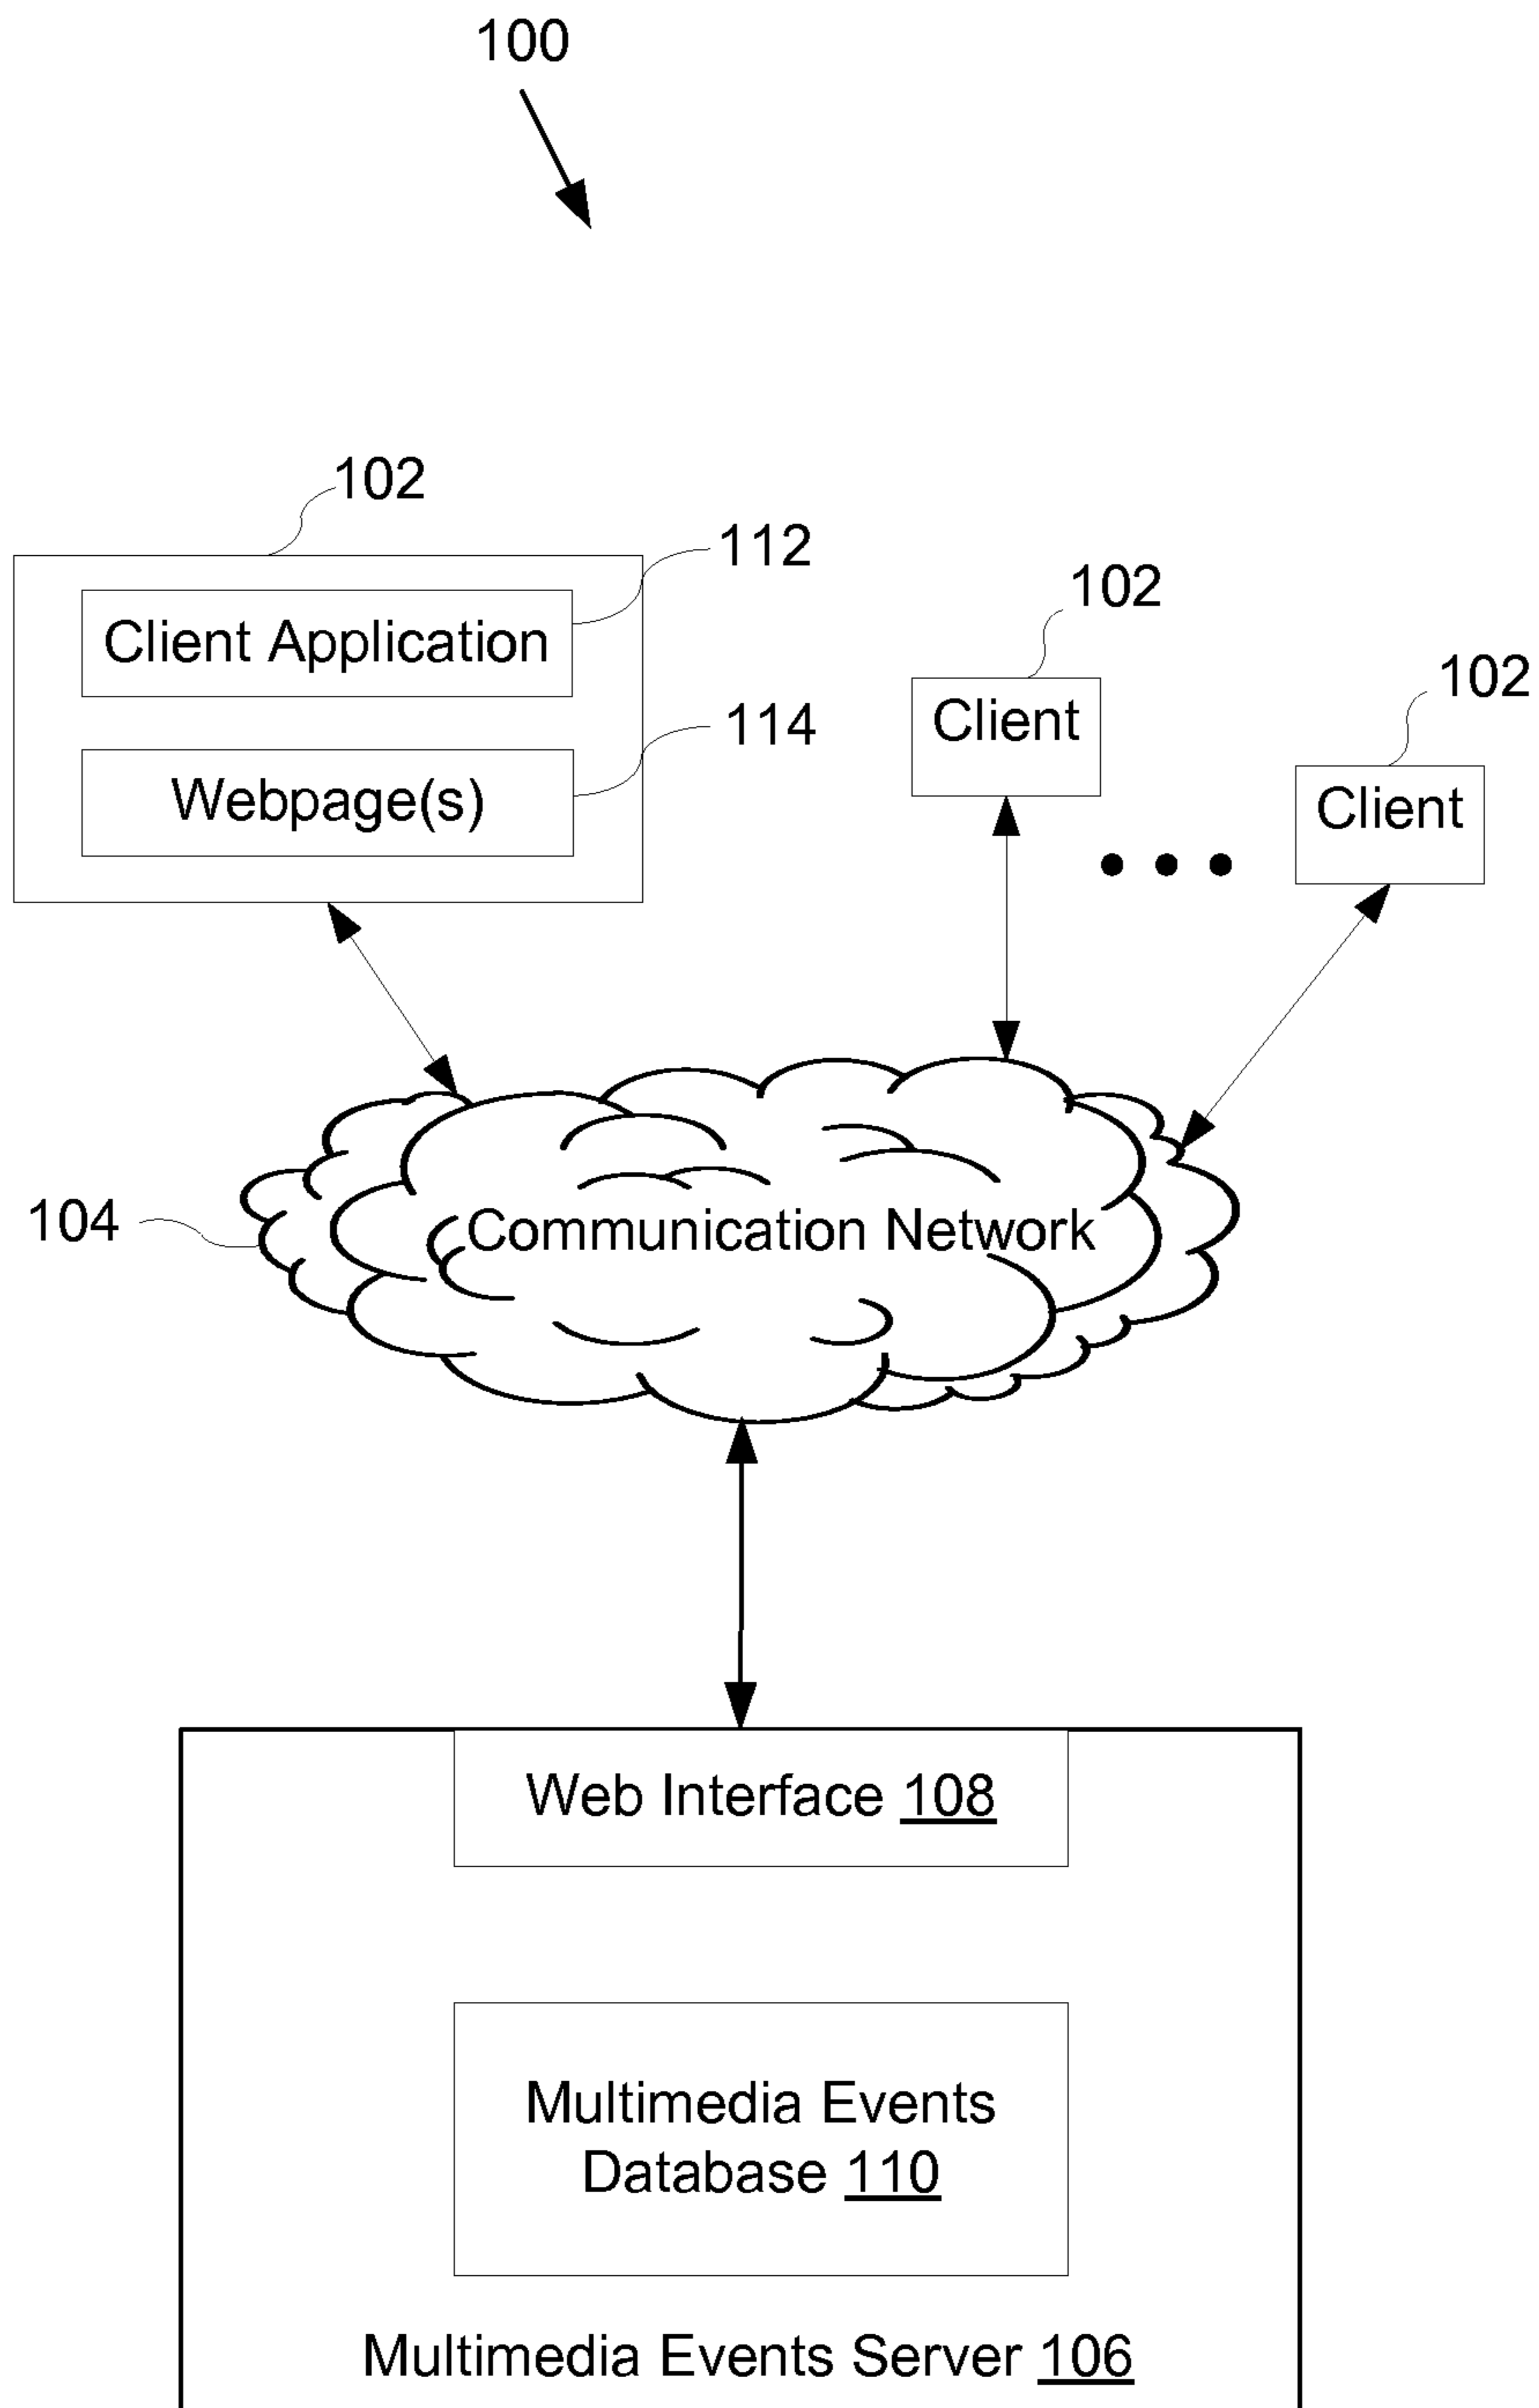 100
102
112
Client Application
114
Webpage(s)
102
Client
102
Client
104
Communication Network
Web Interface 108
Multimedia Events
Database 110
Multimedia Events Server 106